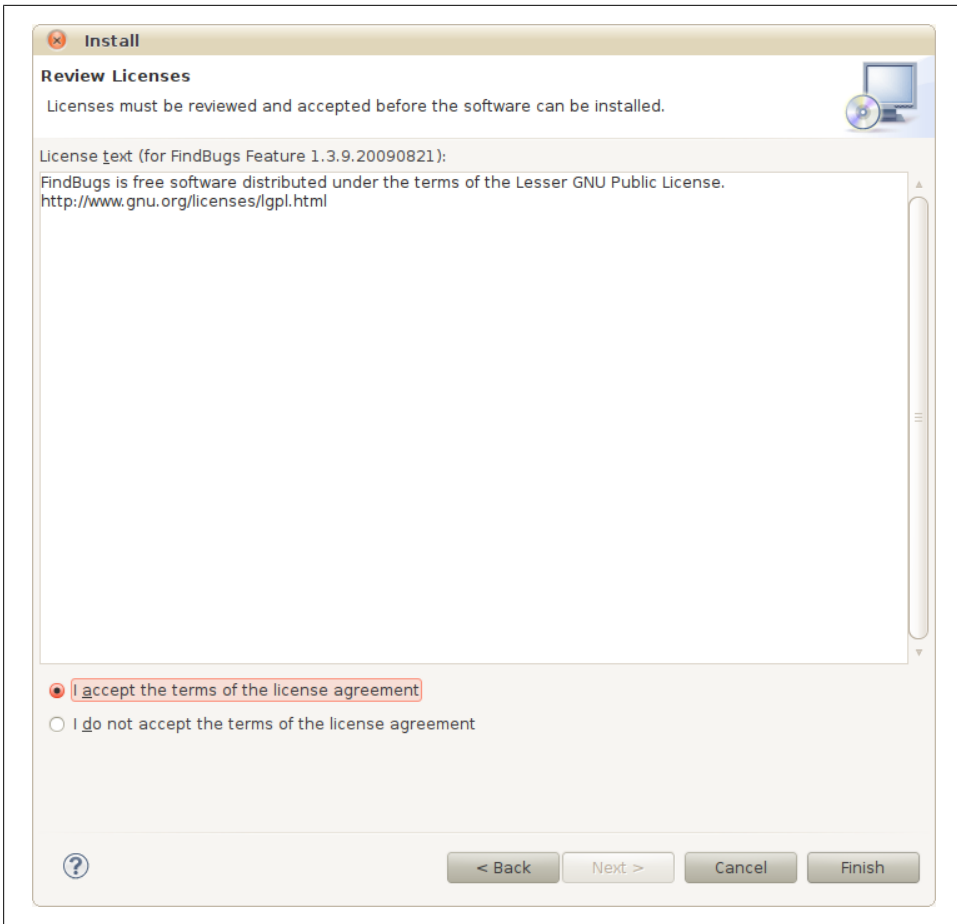 Install
Review Licenses
Licenses must be reviewed and accepted before the software can be installed.
License text (for FindBugs Feature 1.3.9.20090821):
FindBugs is free software distributed under the terms of the Lesser GNU Public License.
http://www.gnu.org/licenses/lgpl.html
I accept the terms of the license agreement
I do not accept the terms of the license agreement
?
< Back
Next >
Cancel
Finish